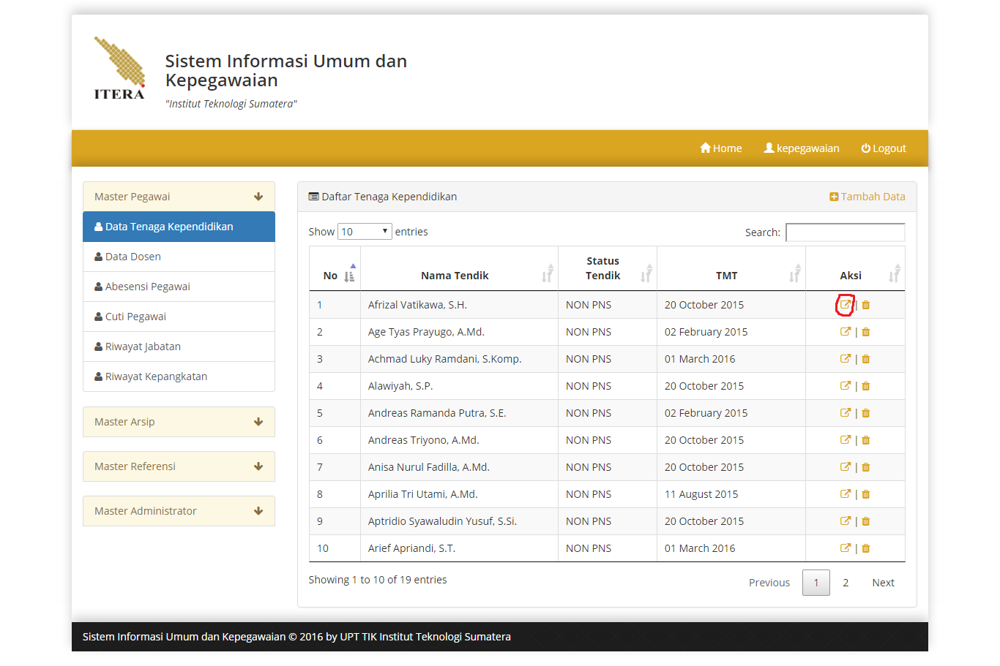 ITERA
Sistem Informasi Umum dan
Kepegawaian
"Institut Teknologi Sumatera"
Home kepegawaian Logout
Master Pegawai
Data Tenaga Kependidikan
Data Dosen
Abesensi Pegawai
Cuti Pegawai
Riwayat Jabatan
Riwayat Kepangkatan
Master Arsip
Master Referensi
Master Administrator
Daftar Tenaga Kependidikan Tambah Data
Show 10 entries Search:
No Nama Tendik Status Tendik TMT Aksi
1 Afrizal Vatikawa, S.H. NON PNS 20 October 2015 |
2 Age Tyas Prayugo, A.Md. NON PNS 02 February 2015 |
3 Achmad Luky Ramdani, S.Komp. NON PNS 01 March 2016 |
4 Alawiyah, S.P. NON PNS 20 October 2015 |
5 Andreas Ramanda Putra, S.E. NON PNS 02 February 2015 |
6 Andreas Triyono, A.Md. NON PNS 20 October 2015 |
7 Anisa Nurul Fadilla, A.Md. NON PNS 20 October 2015 |
8 Aprilia Tri Utami, A.Md. NON PNS 11 August 2015 |
9 Aptridio Syawaludin Yusuf, S.Si. NON PNS 20 October 2015 |
10 Arief Apriandi, S.T. NON PNS 01 March 2016 |
Showing 1 to 10 of 19 entries Previous 1 2 Next
Sistem Informasi Umum dan Kepegawaian © 2016 by UPT TIK Institut Teknologi Sumatera